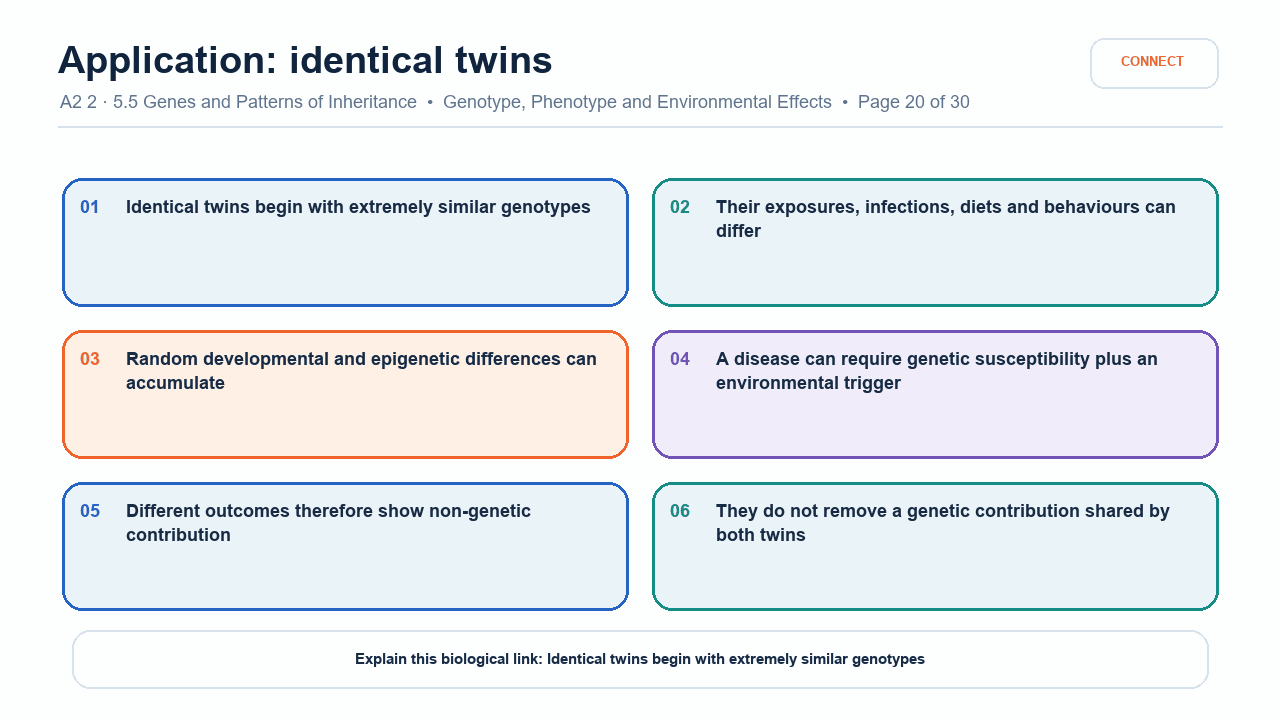 Application: identical twins
CONNECT
A2 2 · 5.5 Genes and Patterns of Inheritance • Genotype, Phenotype and Environmental Effects • Page 20 of 30
01 Identical twins begin with extremely similar genotypes
02 Their exposures, infections, diets and behaviours can
differ
03 Random developmental and epigenetic differences can
accumulate
04 A disease can require genetic susceptibility plus an
environmental trigger
05 Different outcomes therefore show non-genetic
contribution
06 They do not remove a genetic contribution shared by
both twins
Explain this biological link: Identical twins begin with extremely similar genotypes